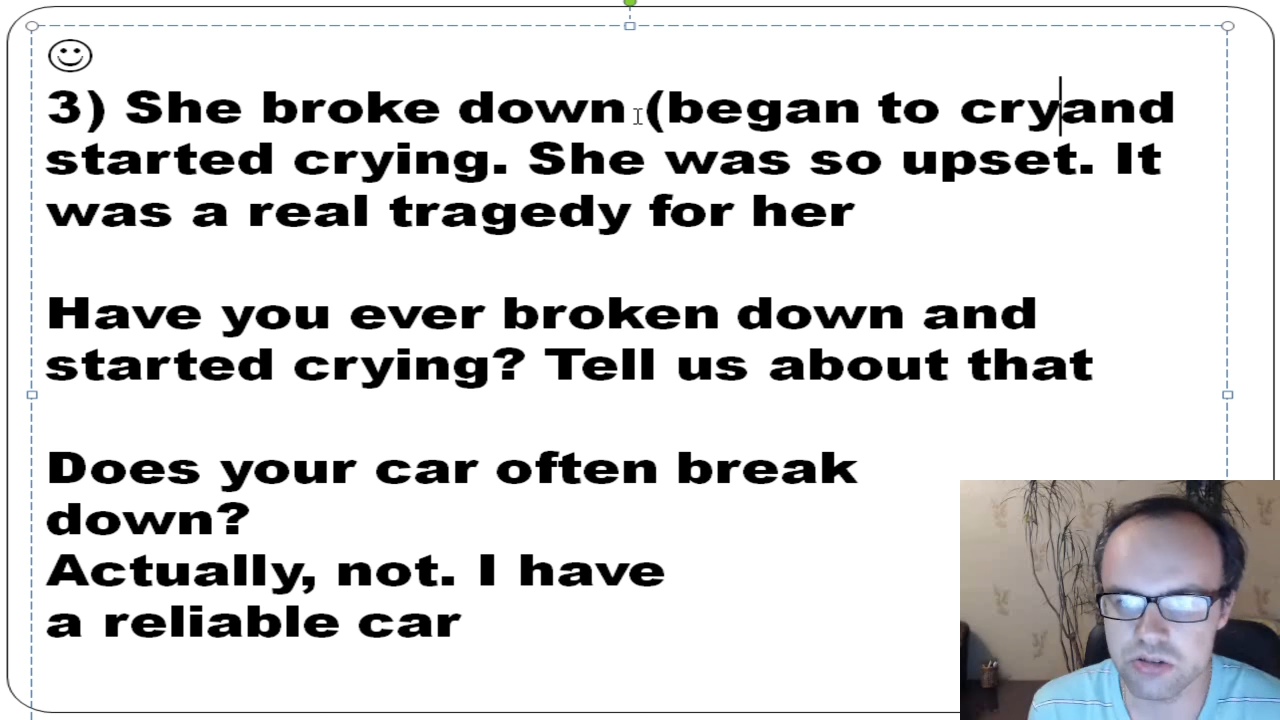 3) She broke down (began to cryand
started crying. She was so upset. It
was a real tragedy for her
Have you ever broken down and
started crying? Tell us about that
Does your car often break
down?
Actually, not. I have
a reliable car